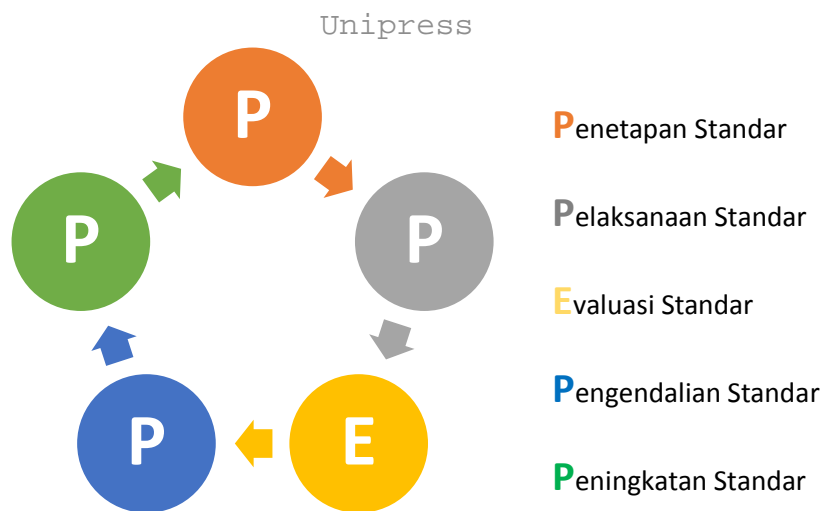 Unipress
P
P
E
P
P
Penetapan Standar
Pelaksanaan Standar
Evaluasi Standar
Pengendalian Standar
Peningkatan Standar